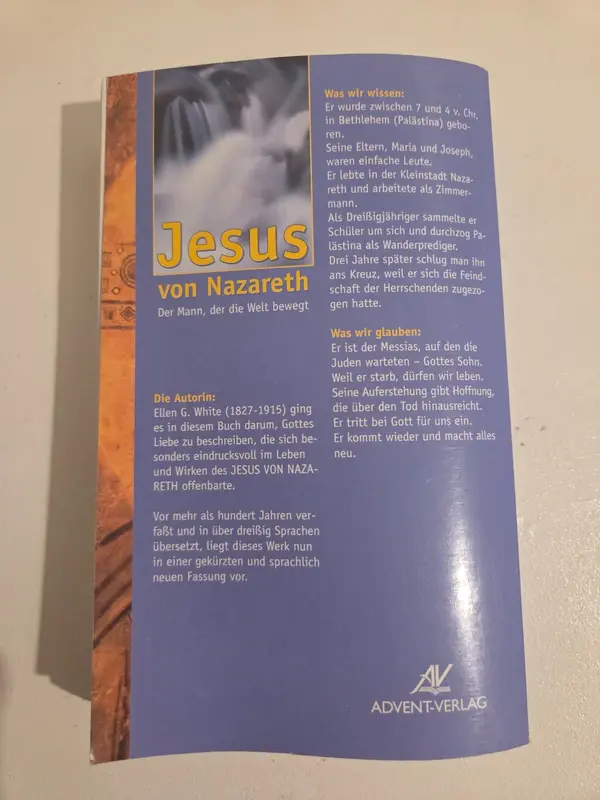 Jesus
von Nazareth
Der Mann, der die Welt bewegt
Die Autorin:
Ellen G. White (1827-1915) ging
es in diesem Buch darum, Gottes
Liebe zu beschreiben, die sich be-
sonders eindrucksvoll im Leben
und Wirken des JESUS VON NAZA-
RETH offenbarte.
Vor mehr als hundert Jahren ver-
faßt und in über dreißig Sprachen
übersetzt, liegt dieses Werk nun
in einer gekürzten und sprachlich
neuen Fassung vor.
Was wir wissen:
Er wurde zwischen 7 und 4 v. Chr.
in Bethlehem (Palästina) gebo-
ren.
Seine Eltern, Maria und Joseph,
waren einfache Leute.
Er lebte in der Kleinstadt Naza-
reth und arbeitete als Zimmer-
mann.
Als Dreißigjähriger sammelte er
Schüler um sich und durchzog Pa-
lästina als Wanderprediger.
Drei Jahre später schlug man ihn
ans Kreuz, weil er sich die Feind-
schaft der Herrschenden zugezo-
gen hatte.
Was wir glauben:
Er ist der Messias, auf den die
Juden warteten – Gottes Sohn.
Weil er starb, dürfen wir leben.
Seine Auferstehung gibt Hoffnung,
die über den Tod hinausreicht.
Er tritt bei Gott für uns ein.
Er kommt wieder und macht alles
neu.
AV
ADVENT-VERLAG